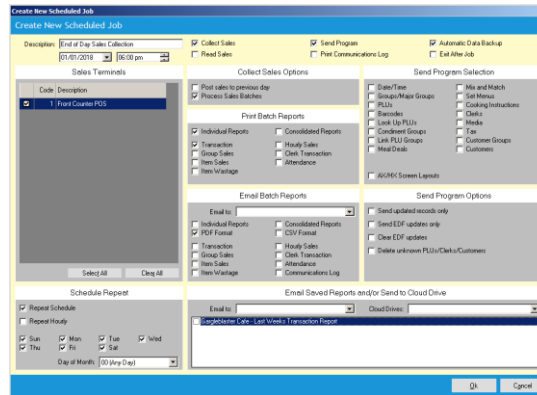 Create New Scheduled Job
Create New Scheduled Job
Description: End of Day Sales Collection
01/01/2018 06:00 pm
Collect Sales Send Program Automatic Data Backup
Read Sales Print Communications Log Exit After Job
Sales Terminals
Code Description
1 Front Counter POS
Select All Clear All
Collect Sales Options
Post sales to previous day
Process Sales Batches
Print Batch Reports
Individual Reports Consolidated Reports
Transaction Hourly Sales
Group Sales Clerk Transaction
Item Sales Attendance
Item Wastage
Send Program Selection
Date/Time Mix and Match
Groups/Major Groups Set Menus
PLUs Cooking Instructions
Barcodes Clerks
Look Up PLUs Media
Condiment Groups Tax
Link PLU Groups Customer Groups
Meal Deals Customers
AX/HX Screen Layouts
Email Batch Reports
Email to:
Individual Reports Consolidated Reports
PDF Format CSV Format
Transaction Hourly Sales
Group Sales Clerk Transaction
Item Sales Attendance
Item Wastage Communications Log
Send Program Options
Send updated records only
Send EDF updates only
Clear EDF updates
Delete unknown PLUs/Clerks/Customers
Schedule Repeat
Repeat Schedule
Repeat Hourly
Sun Mon Tue Wed
Thu Fri Sat
Day of Month: 00 (Any Day)
Email Saved Reports and/or Send to Cloud Drive
Email to: Cloud Drives:
Gargleblaster Cafe - Last Weeks Transaction Report
Ok Cancel